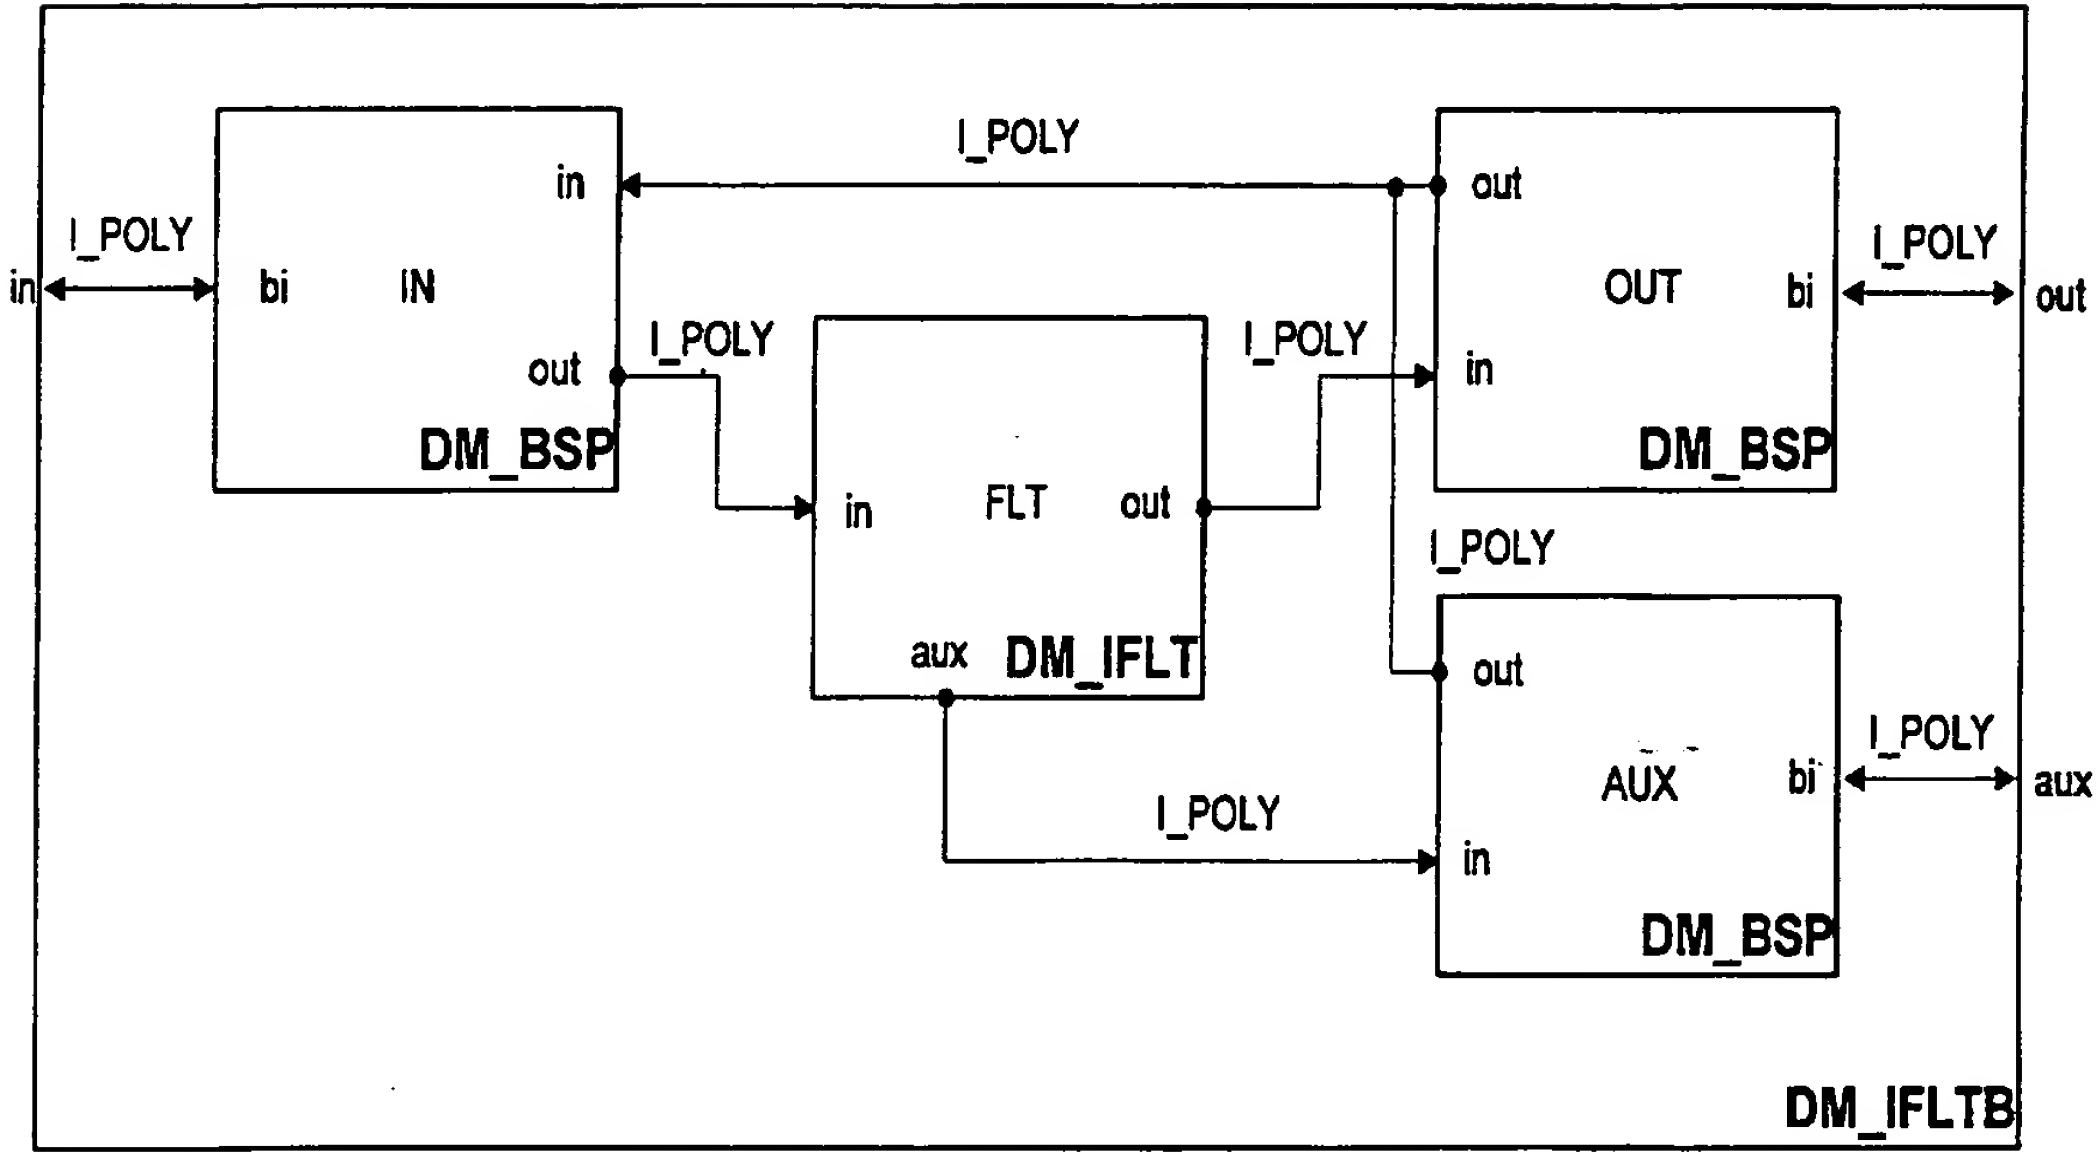 I_POLY
in
out
I_POLY
I_POLY
in
bi
IN
OUT
bi
out
I_POLY
I_POLY
out
in
DM_BSP
DM_BSP
in
FLT
out
I_POLY
aux
DM_IFLT
out
I_POLY
AUX
bi
aux
I_POLY
in
DM_BSP
DM_IFLTB